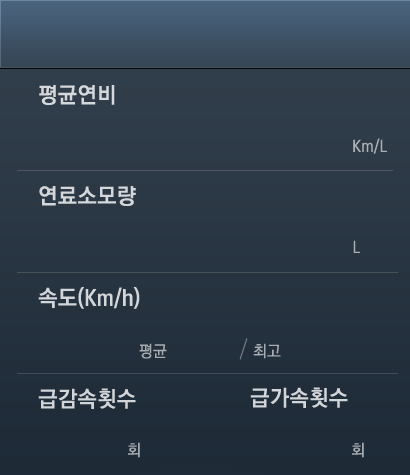 평균연비
Km/L
연료소모량
L
속도(Km/h)
평균 / 최고
급감속횟수 급가속횟수
회 회